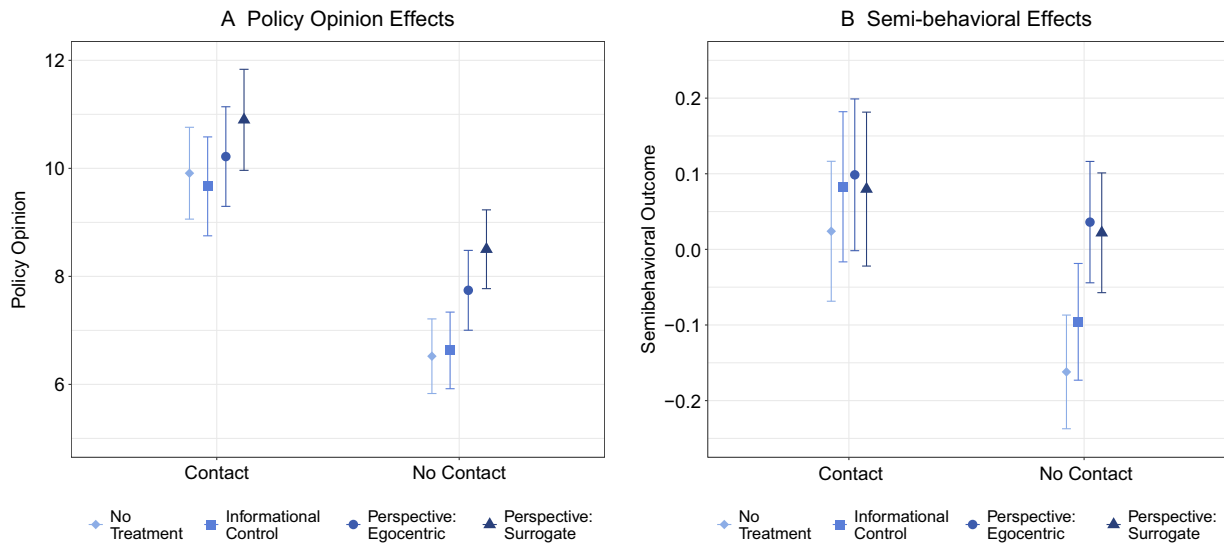 A Policy Opinion Effects
12
10
8
6
Policy Opinion
Contact
No Contact
No
Treatment
Informational
Control
Perspective:
Egocentric
Perspective:
Surrogate
B Semi-behavioral Effects
0.2
0.1
0.0
−0.1
−0.2
Semibehavioral Outcome
Contact
No Contact
No
Treatment
Informational
Control
Perspective:
Egocentric
Perspective:
Surrogate